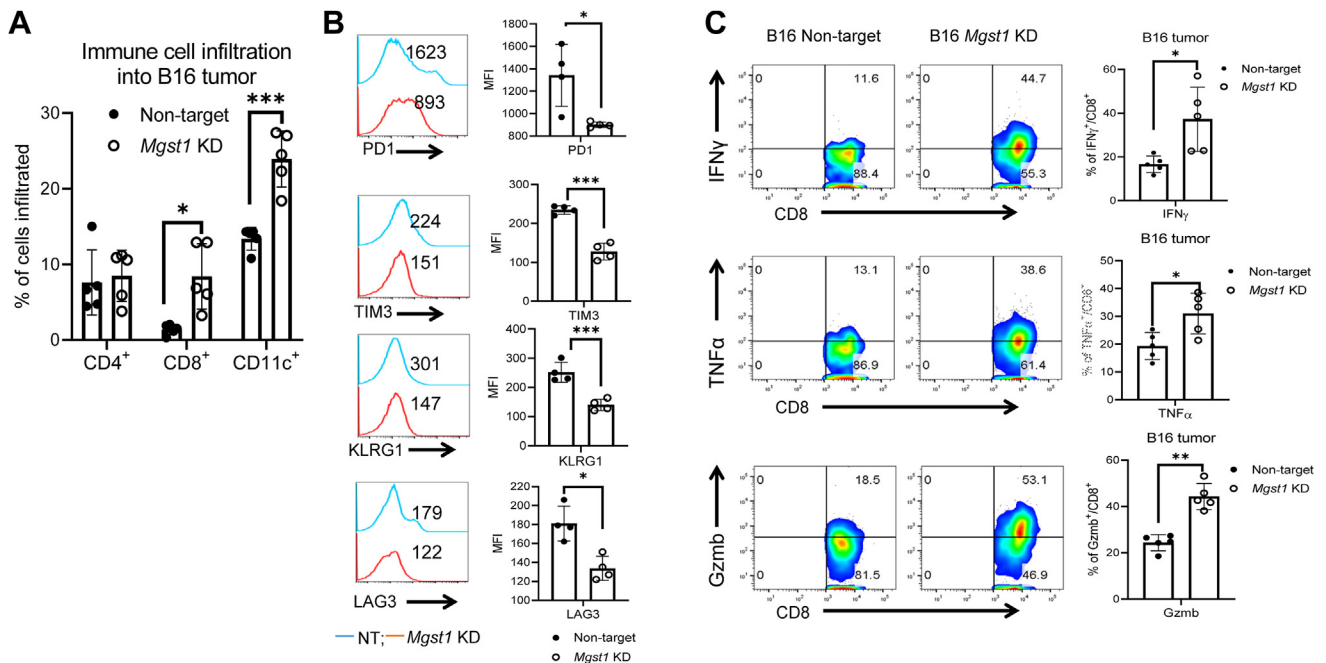 A
Immune cell infiltration
into B16 tumor
Non-target
Mgst1 KD
% of cells infiltrated
30
20
10
0
*
***
CD4+
CD8+
CD11c+
B
1623
893
PD1
MFI
1800
1600
1400
1200
1000
800
*
PD1
224
151
TIM3
MFI
300
200
100
0
***
TIM3
301
147
KLRG1
MFI
400
300
200
100
0
***
KLRG1
179
122
LAG3
MFI
220
200
180
160
140
120
100
*
LAG3
NT; Mgst1 KD
Non-target
Mgst1 KD
C
B16 Non-target
B16 Mgst1 KD
IFNγ
0 11.6
0 88.4
0 44.7
0 55.3
CD8
B16 tumor
Non-target
Mgst1 KD
% of IFNγ+/CD8+
60
40
20
0
*
IFNγ
TNFα
0 13.1
0 86.9
0 38.6
0 61.4
CD8
B16 tumor
Non-target
Mgst1 KD
% of TNFα+/CD8+
40
30
20
10
0
*
TNFα
Gzmb
0 18.5
0 81.5
0 53.1
0 46.9
CD8
B16 tumor
Non-target
Mgst1 KD
% of Gzmb+/CD8+
60
40
20
0
**
Gzmb